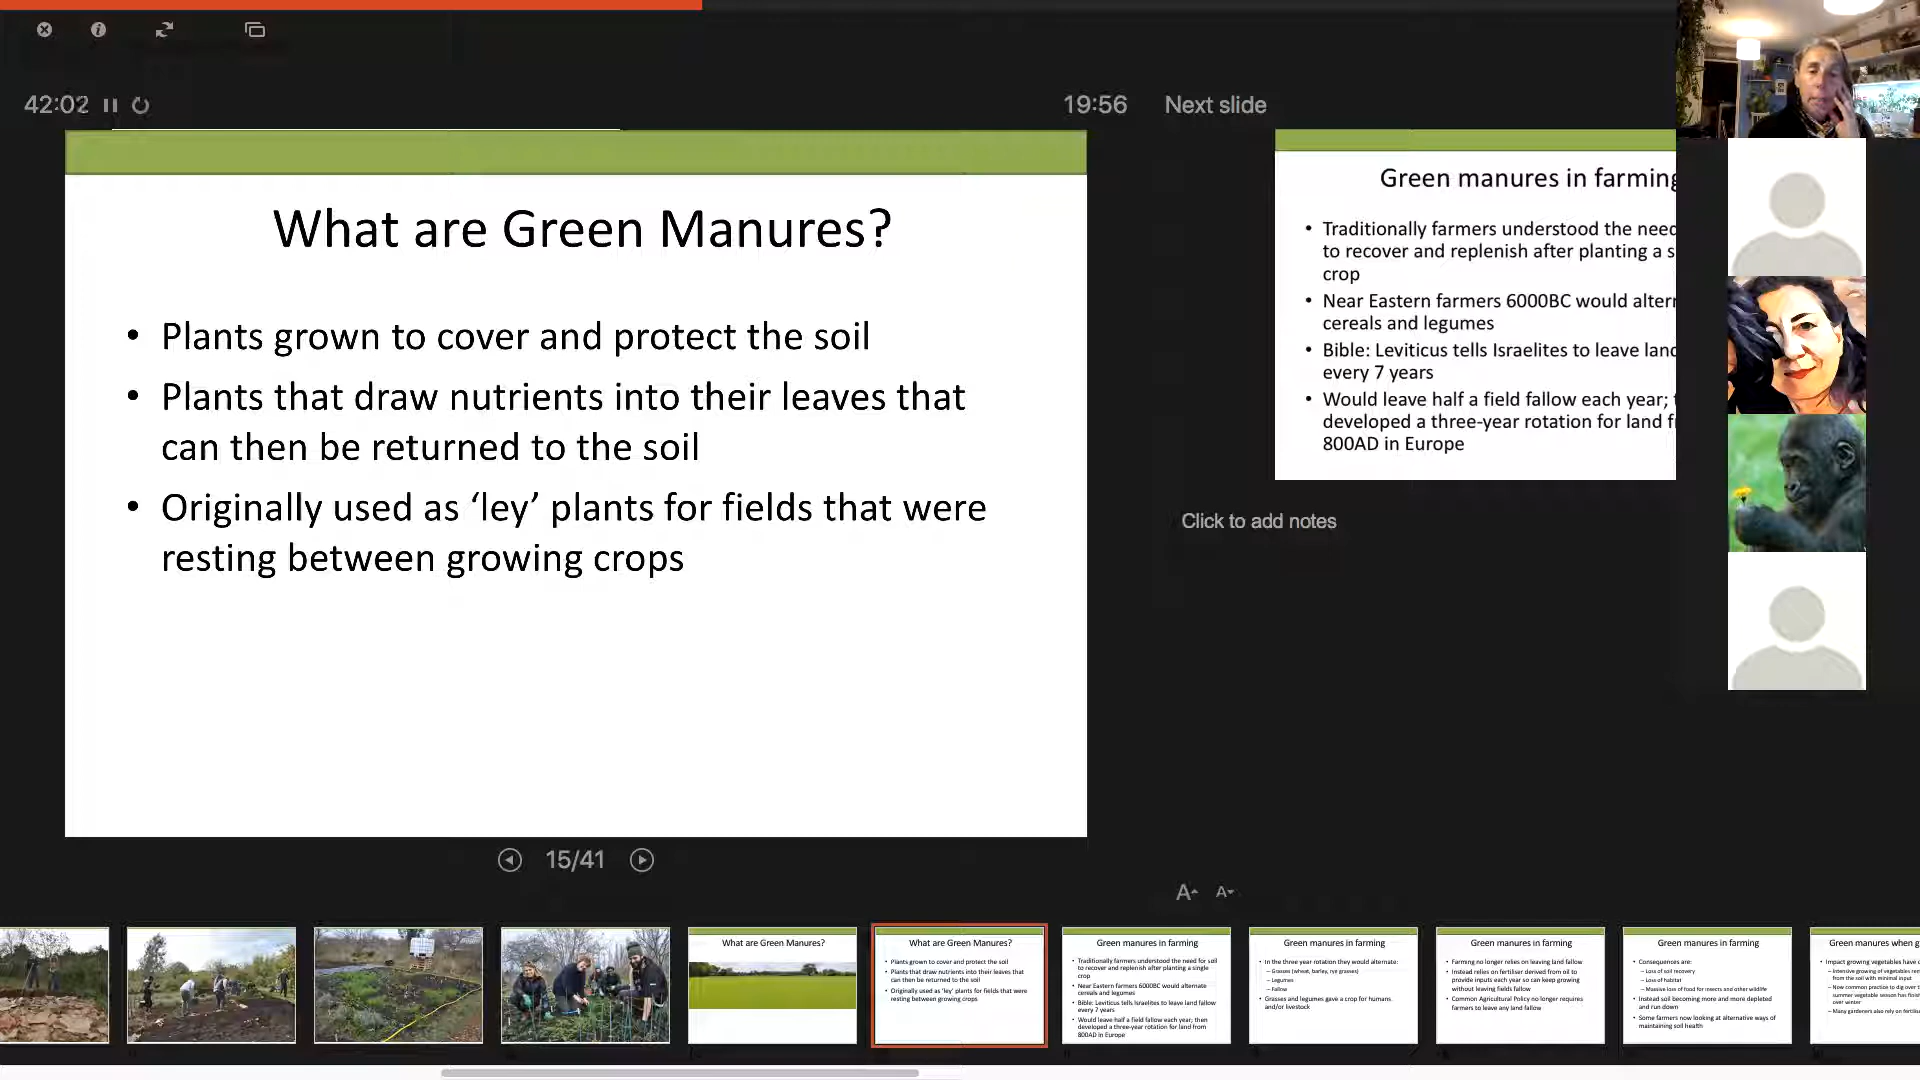 42:02
19:56
Next slide
What are Green Manures?
• Plants grown to cover and protect the soil
• Plants that draw nutrients into their leaves that
can then be returned to the soil
• Originally used as ‘ley’ plants for fields that were
resting between growing crops
Green manures in farming
• Traditionally farmers understood the need
to recover and replenish after planting a s
crop
• Near Eastern farmers 6000BC would altern
cereals and legumes
• Bible: Leviticus tells Israelites to leave land
every 7 years
• Would leave half a field fallow each year; t
developed a three-year rotation for land f
800AD in Europe
Click to add notes
15/41
A A
What are Green Manures?
What are Green Manures?
• Plants grown to cover and protect the soil
• Plants that draw nutrients into their leaves that
can then be returned to the soil
• Originally used as ‘ley’ plants for fields that were
resting between growing crops
Green manures in farming
• Traditionally farmers understood the need for soil
to recover and replenish after planting a single
crop
• Near Eastern farmers 6000BC would alternate
cereals and legumes
• Bible: Leviticus tells Israelites to leave land fallow
every 7 years
• Would leave half a field fallow each year; then
developed a three-year rotation for land from
800AD in Europe
Green manures in farming
• In the three year rotation they would alternate:
– Grasses (wheat, barley, rye grasses)
– Legumes
– Fallow
• Grasses and legumes gave a crop for humans
and/or livestock
Green manures in farming
• Farming no longer relies on leaving land fallow
• Instead relies on fertiliser derived from oil to
provide inputs each year so can keep growing
without leaving fields fallow
• Common Agricultural Policy no longer requires
farmers to leave any land fallow
Green manures in farming
• Consequences are:
– Loss of soil recovery
– Loss of habitat
– Massive loss of food for insects and other wildlife
• Instead soil becoming more and more depleted
and run down
• Some farmers now looking at alternative ways of
maintaining soil health
Green manures when g
• Impact growing vegetables have o
– Intensive growing of vegetables
from the soil with minimal input
– Now common practice to dig over t
summer vegetable season has
over winter
– Many gardeners also rely on